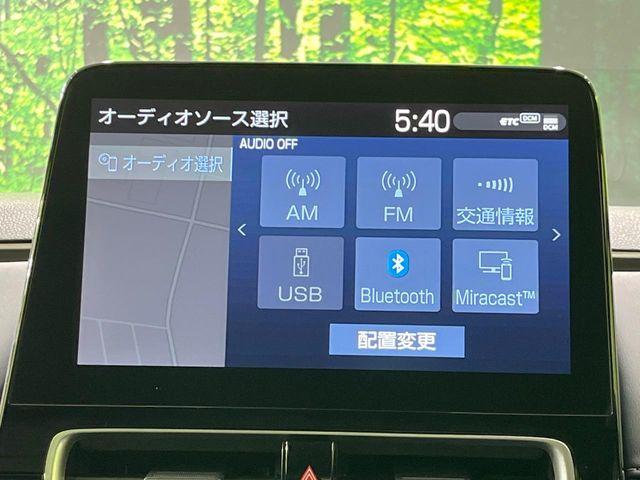 オーディオソース選択 5:40 ETC DCM DCM
AUDIO OFF
オーディオ選択
AM FM 交通情報
USB Bluetooth Miracast™
配置変更